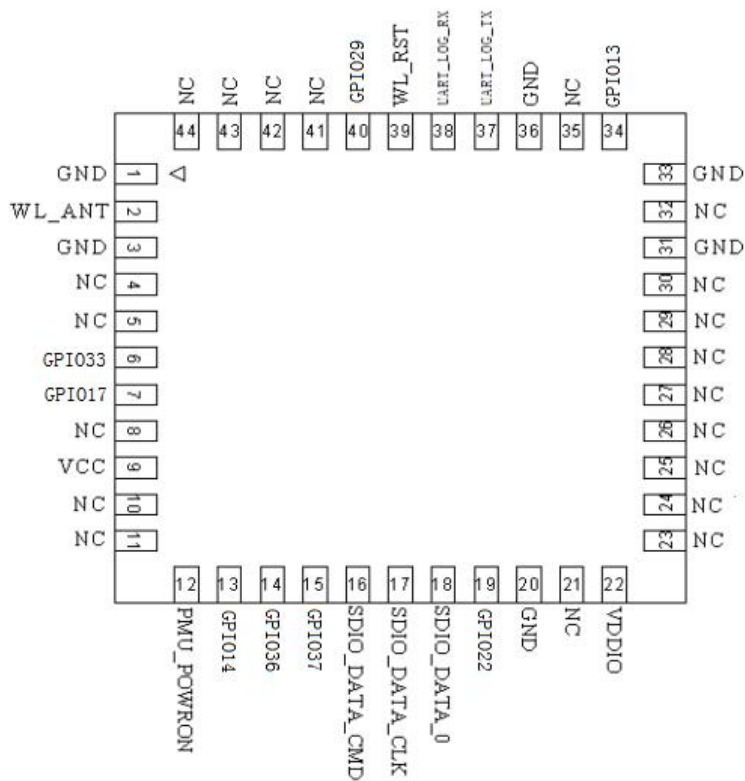 NC
NC
NC
NC
GPIO29
WL_RST
UART_LOG_RX
UART_LOG_TX
GND
NC
GPIO13
44
43
42
41
40
39
38
37
36
35
34
GND 1
WL_ANT 2
GND 3
NC 4
NC 5
GPIO33 6
GPIO17 7
NC 8
VCC 9
NC 10
NC 11
33 GND
32 NC
31 GND
30 NC
29 NC
28 NC
27 NC
26 NC
25 NC
24 NC
23 NC
12
13
14
15
16
17
18
19
20
21
22
PMU_POWRON
GPIO14
GPIO36
GPIO37
SDIO_DATA_CMD
SDIO_DATA_CLK
SDIO_DATA_0
GPIO22
GND
NC
VDDIO